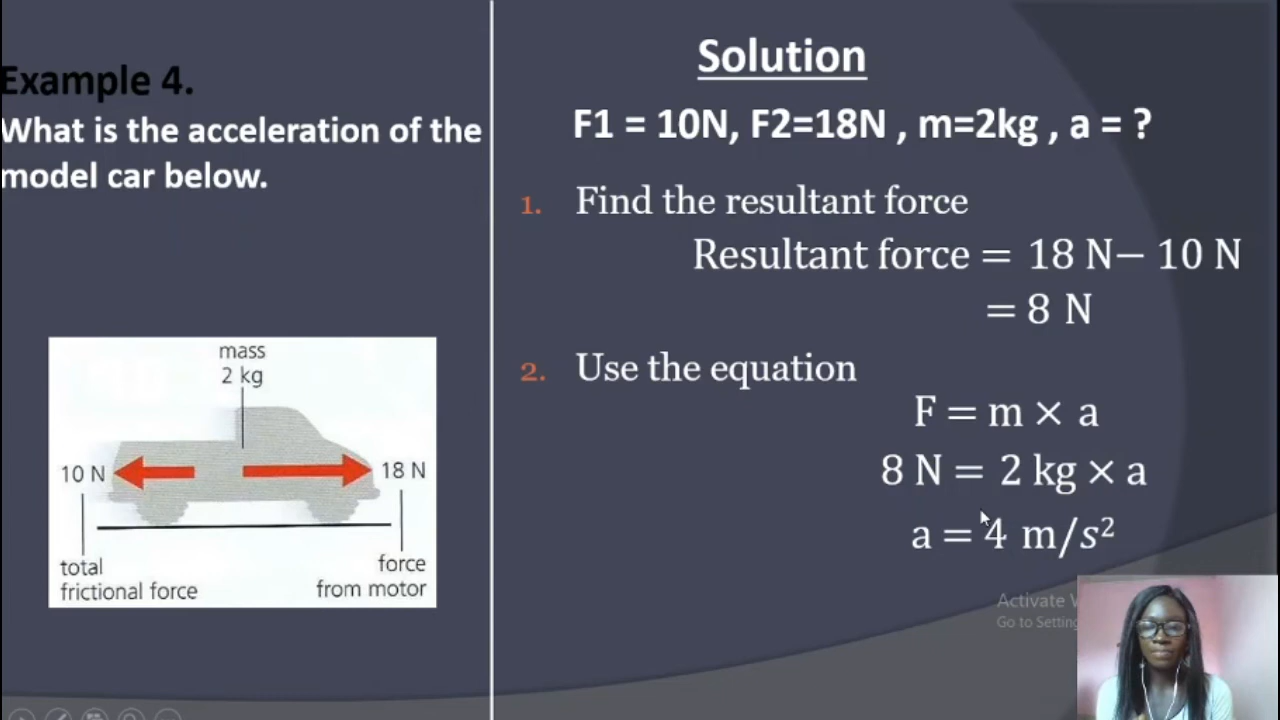 Example 4.
What is the acceleration of the
model car below.
mass
2 kg
10 N
18 N
total
frictional force
force
from motor
Solution
F1 = 10N, F2=18N , m=2kg , a = ?
1. Find the resultant force
Resultant force = 18 N− 10 N
= 8 N
2. Use the equation
F = m × a
8 N = 2 kg × a
a = 4 m/s²
Activate
Go to Setting